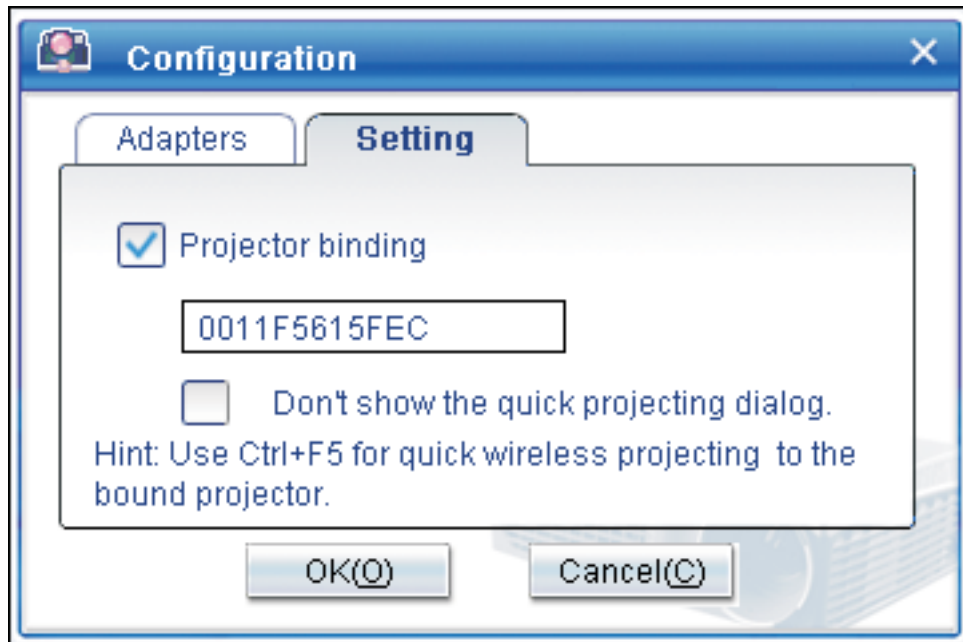 Configuration
Adapters
Setting
Projector binding
0011F5615FEC
Don't show the quick projecting dialog.
Hint: Use Ctrl+F5 for quick wireless projecting to the
bound projector.
OK(O)
Cancel(C)